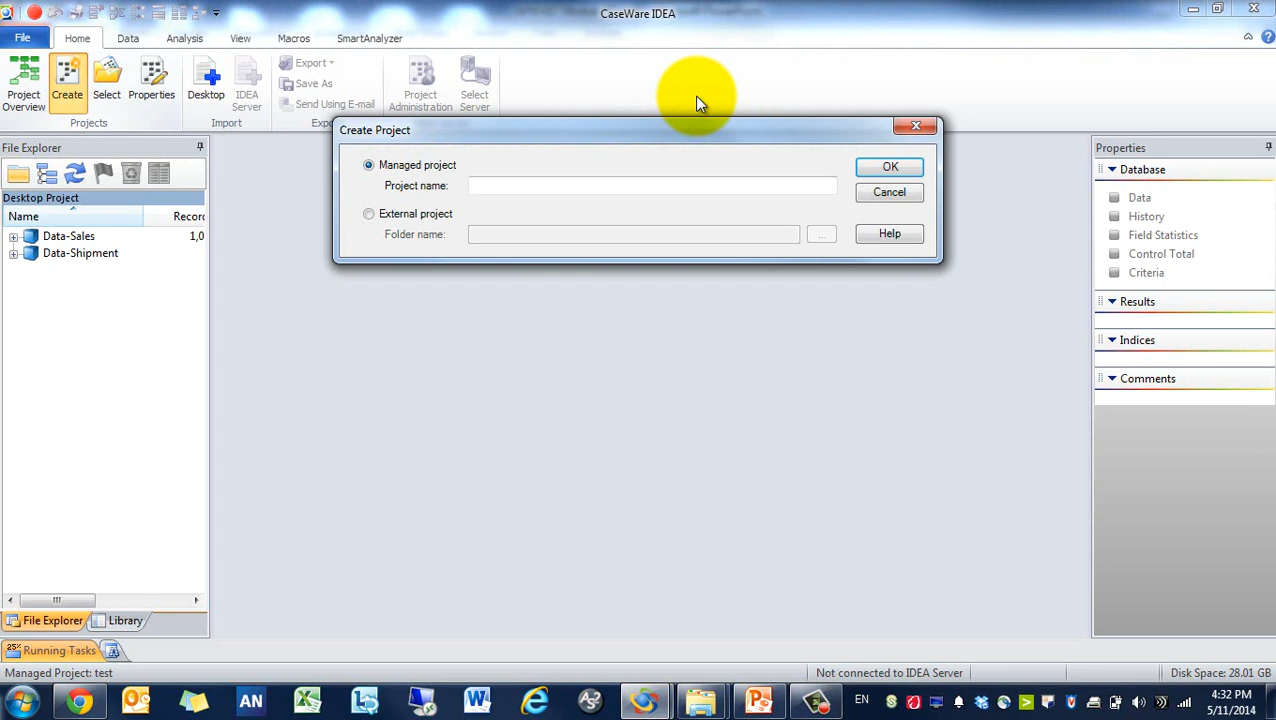 CaseWare IDEA
File Home Data Analysis View Macros SmartAnalyzer
Project Overview
Create
Select
Properties
Desktop
IDEA Server
Export
Save As
Send Using E-mail
Project Administration
Select Server
Projects Import
File Explorer
Desktop Project
Name
Data-Sales 1,0
Data-Shipment
Create Project
Managed project
Project name:
OK
Cancel
External project
Folder name:
...
Help
Properties
Database
Data
History
Field Statistics
Control Total
Criteria
Results
Indices
Comments
File Explorer Library
Running Tasks
Managed Project: test Not connected to IDEA Server Disk Space: 28.01 GB
EN
4:32 PM
5/11/2014